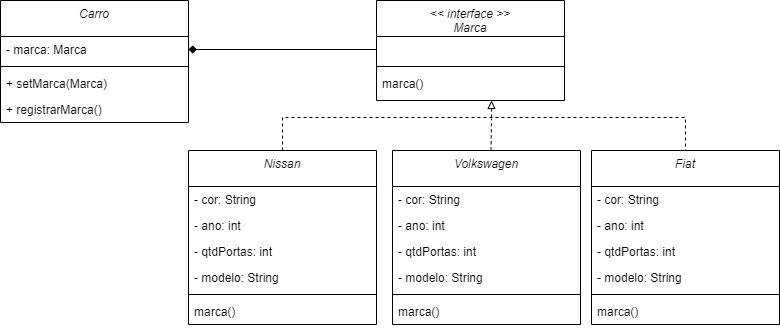 Carro
- marca: Marca
+ setMarca(Marca)
+ registrarMarca()
<< interface >>
Marca
marca()
Nissan
- cor: String
- ano: int
- qtdPortas: int
- modelo: String
marca()
Volkswagen
- cor: String
- ano: int
- qtdPortas: int
- modelo: String
marca()
Fiat
- cor: String
- ano: int
- qtdPortas: int
- modelo: String
marca()